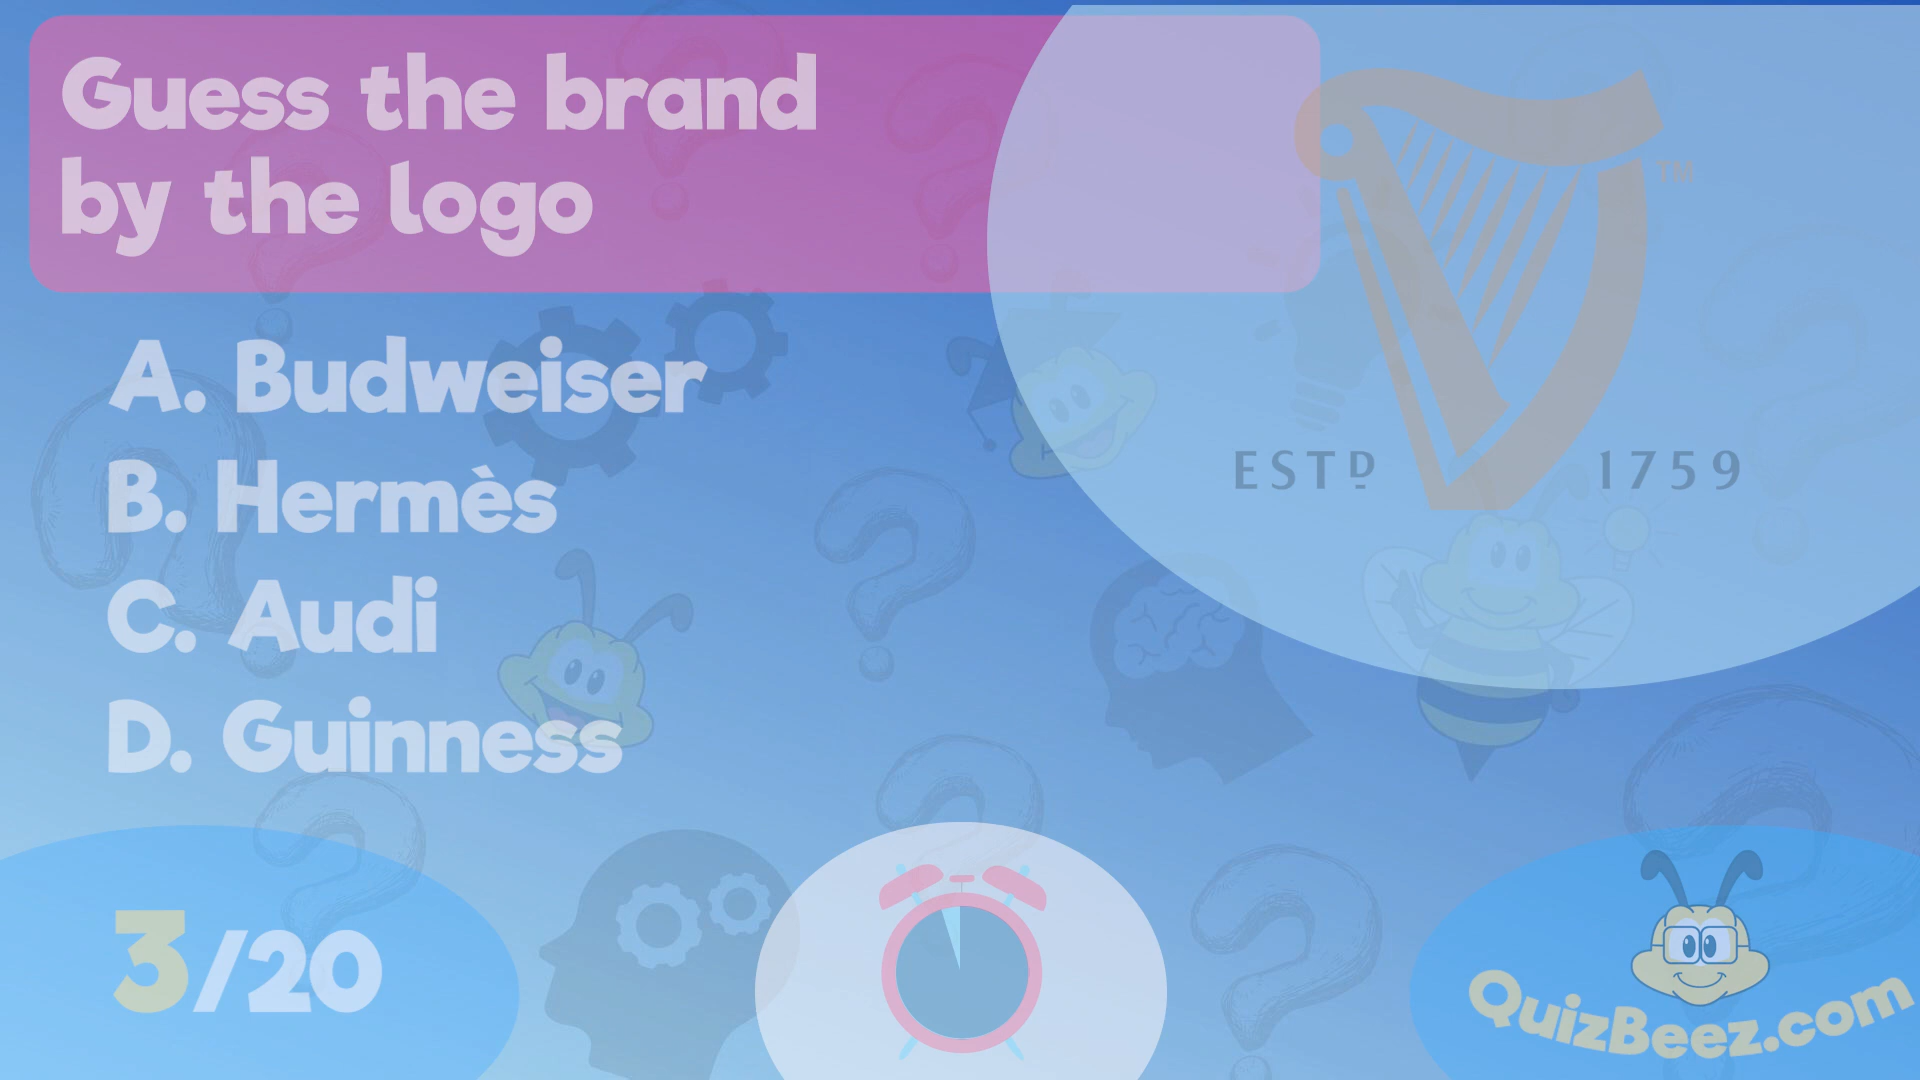 Guess the brand
by the logo
A. Budweiser
B. Hermès
C. Audi
D. Guinness
TM
ESTD 1759
3/20
QuizBeez.com